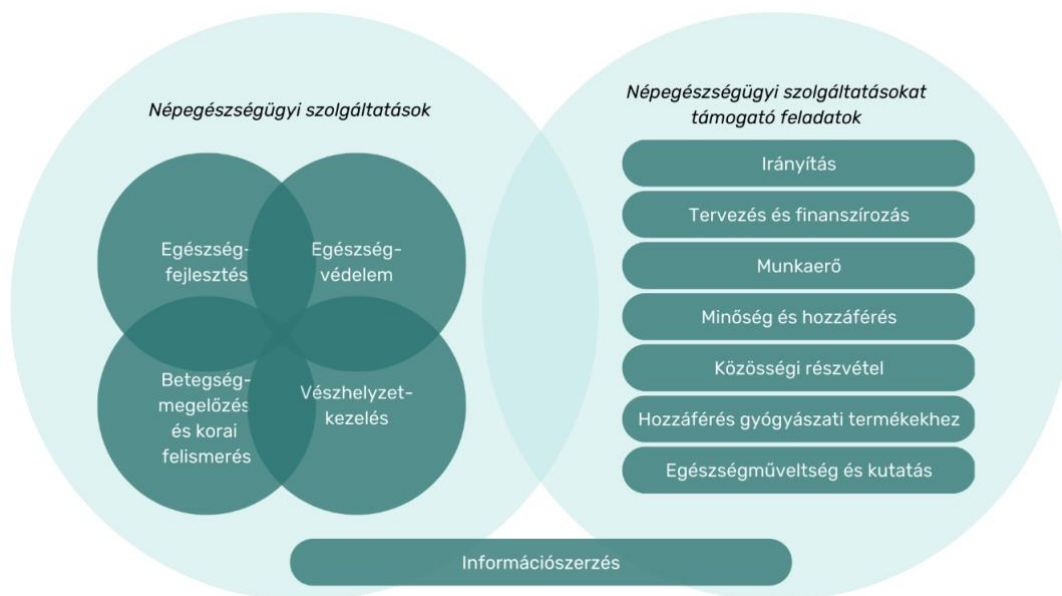 Népegészségügyi szolgáltatások
Egészség-
fejlesztés
Egészség-
védelem
Betegség-
megelőzés
és korai
felismerés
Vészhelyzet-
kezelés
Népegészségügyi szolgáltatásokat
támogató feladatok
Irányítás
Tervezés és finanszírozás
Munkaerő
Minőség és hozzáférés
Közösségi részvétel
Hozzáférés gyógyászati termékekhez
Egészségműveltség és kutatás
Információszerzés